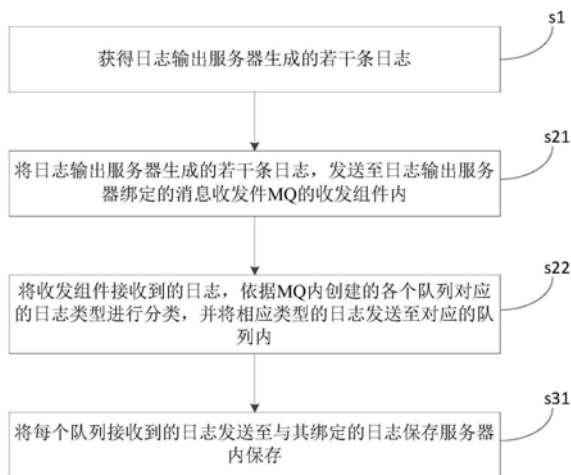 s1
获得日志输出服务器生成的若干条日志
s21
将日志输出服务器生成的若干条日志，发送至日志输出服务
器绑定的消息收发件MQ的收发组件内
s22
将收发组件接收到的日志，依据MQ内创建的各个队列对应
的日志类型进行分类，并将相应类型的日志发送至对应的队
列内
s31
将每个队列接收到的日志发送至与其绑定的日志保存服务器
内保存